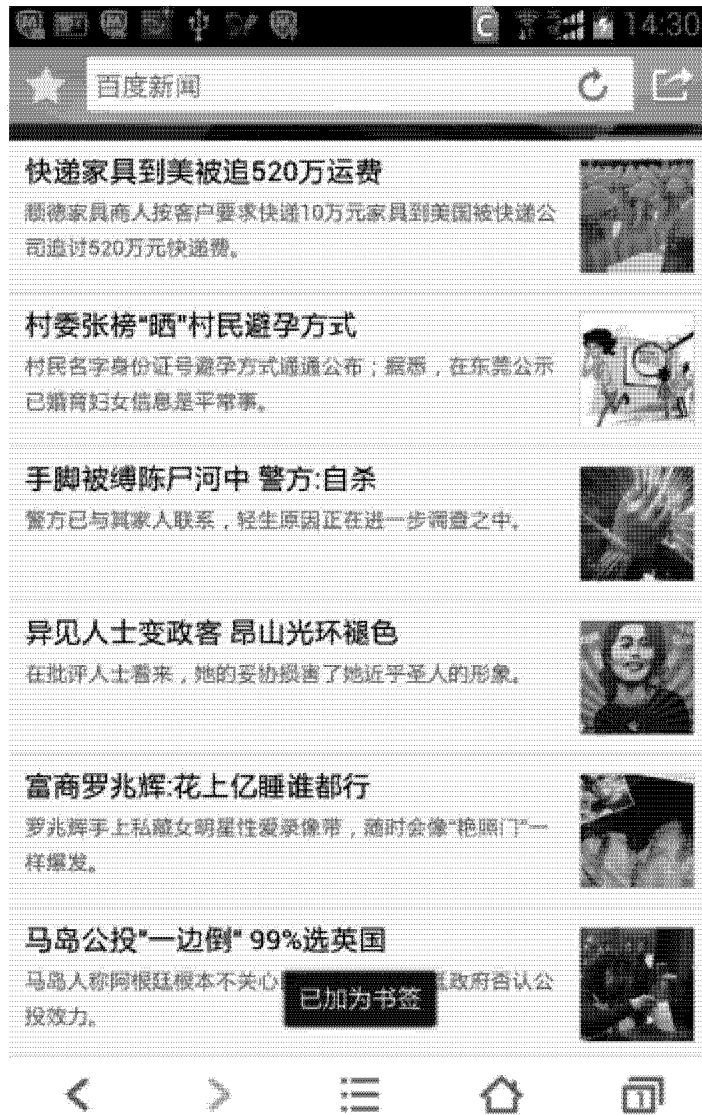 C 14:30
百度新闻
快递家具到美被追520万运费
顺德家具商人按客户要求快递10万元家具到美国被快递公
司追讨520万元快递费。
村委张榜“晒”村民避孕方式
村民名字身份证号避孕方式通通公布；据悉，在东莞公示
已婚育妇女信息是平常事。
手脚被缚陈尸河中 警方:自杀
警方已与其家人联系，轻生原因正在进一步调查之中。
异见人士变政客 昂山光环褪色
在批评人士看来，她的妥协损害了她近乎圣人的形象。
富商罗兆辉:花上亿睡谁都行
罗兆辉手上私藏女明星性爱录像带，随时会像“艳照门”一
样爆发。
马岛公投"一边倒" 99%选英国
马岛人称阿根廷根本不关心 政府否认公
投效力。
已加为书签
1